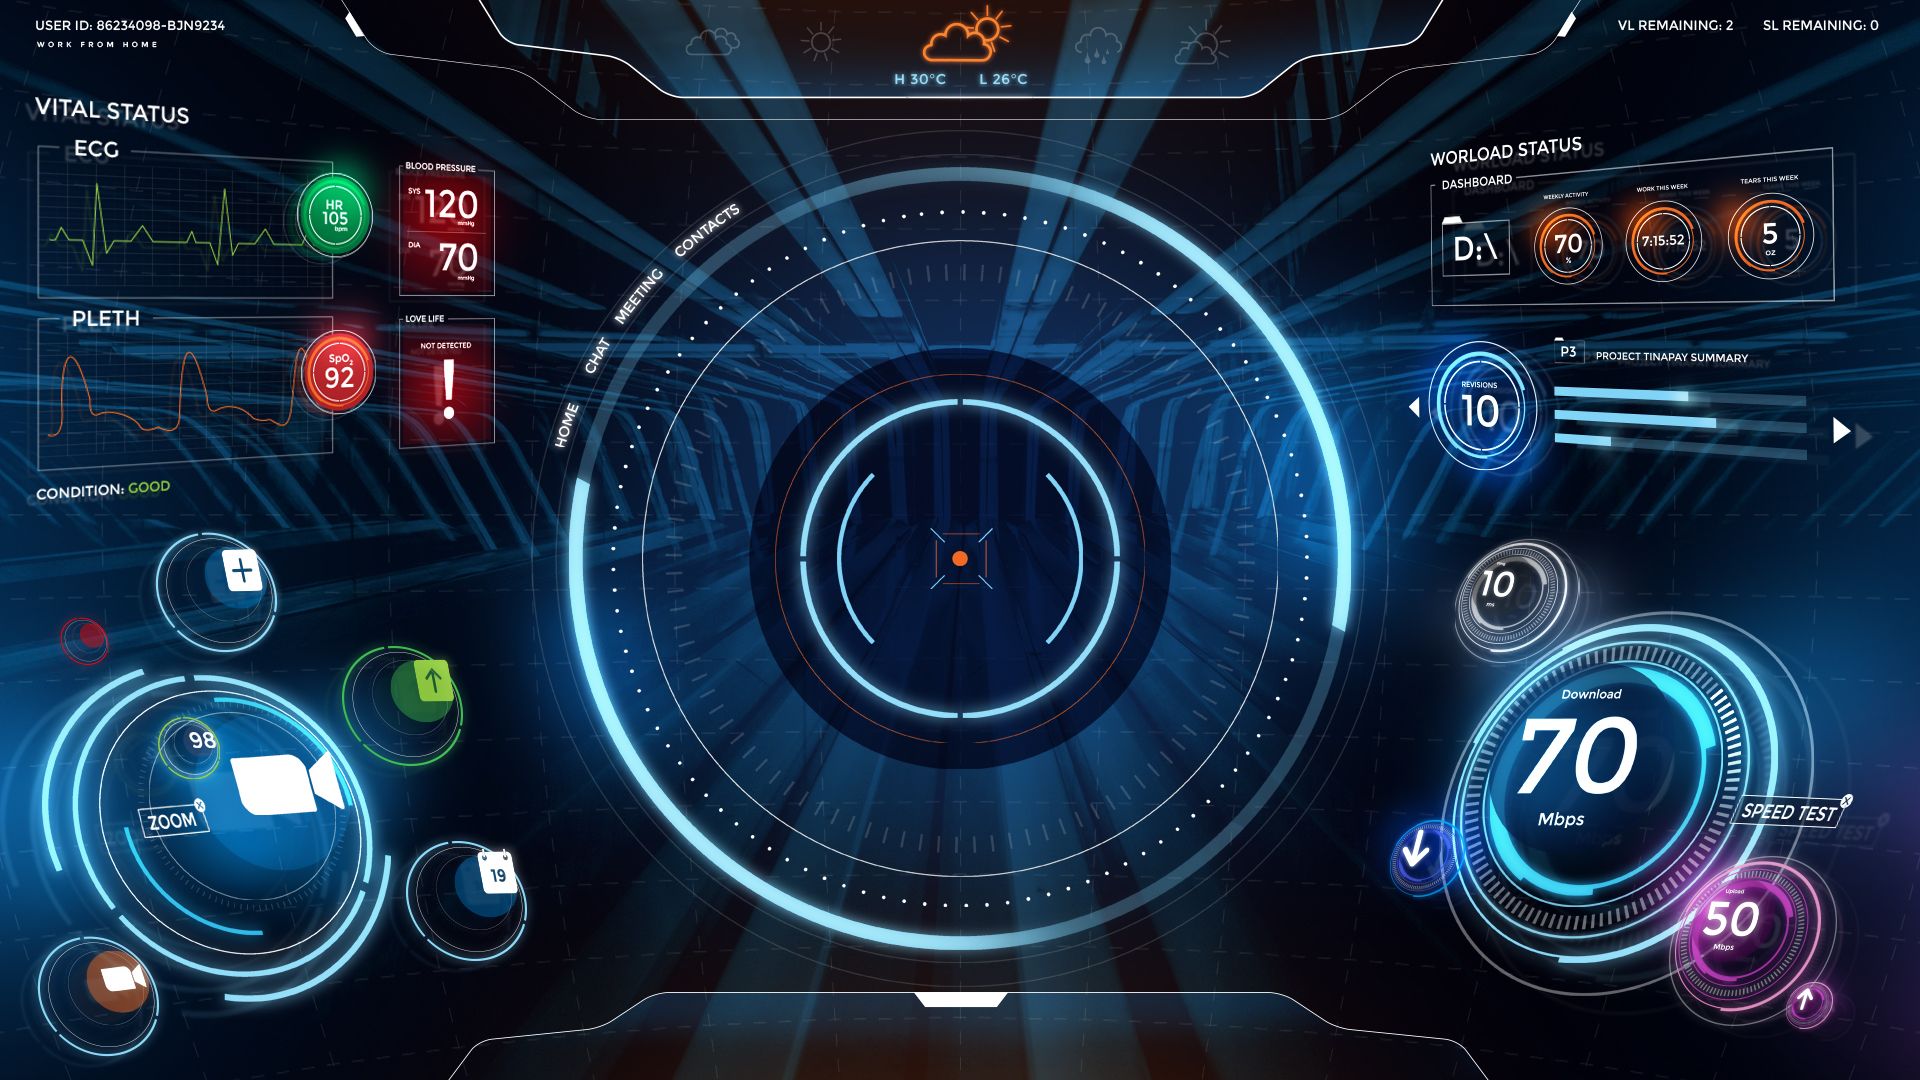 USER ID: 86234098-BJN9234
WORK FROM HOME
VL REMAINING: 2
SL REMAINING: 0
H 30°C
L 26°C
VITAL STATUS
ECG
HR
105
bpm
BLOOD PRESSURE
SYS
120
mmHg
DIA
70
mmHg
PLETH
SpO2
92
LOVE LIFE
NOT DETECTED
!
CONDITION: GOOD
HOME
CHAT
MEETING
CONTACTS
WORLOAD STATUS
DASHBOARD
D:\
WEEKLY ACTIVITY
70
%
WORK THIS WEEK
7:15:52
TEARS THIS WEEK
5
OZ
REVISIONS
10
P3
PROJECT TINAPAY SUMMARY
98
ZOOM
X
19
10
ms
Download
70
Mbps
SPEED TEST
X
Upload
50
Mbps